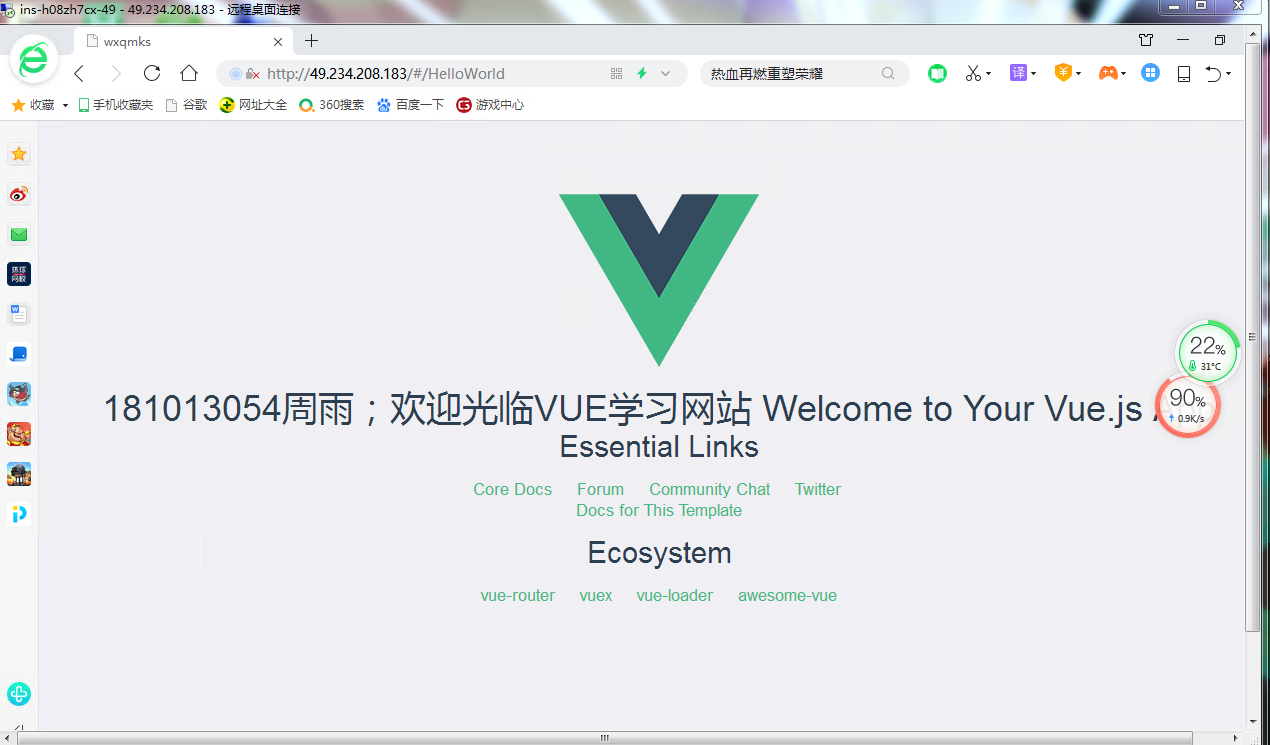 ins-h08zh7cx-49 - 49.234.208.183 - 远程桌面连接
wxqmks
http://49.234.208.183/#/HelloWorld
热血再燃重塑荣耀
译
收藏 手机收藏夹 谷歌 网址大全 360搜索 百度一下 游戏中心
22%
31°C
181013054周雨；欢迎光临VUE学习网站 Welcome to Your Vue.js
90%
0.9K/s
Essential Links
Core Docs Forum Community Chat Twitter
Docs for This Template
Ecosystem
vue-router vuex vue-loader awesome-vue